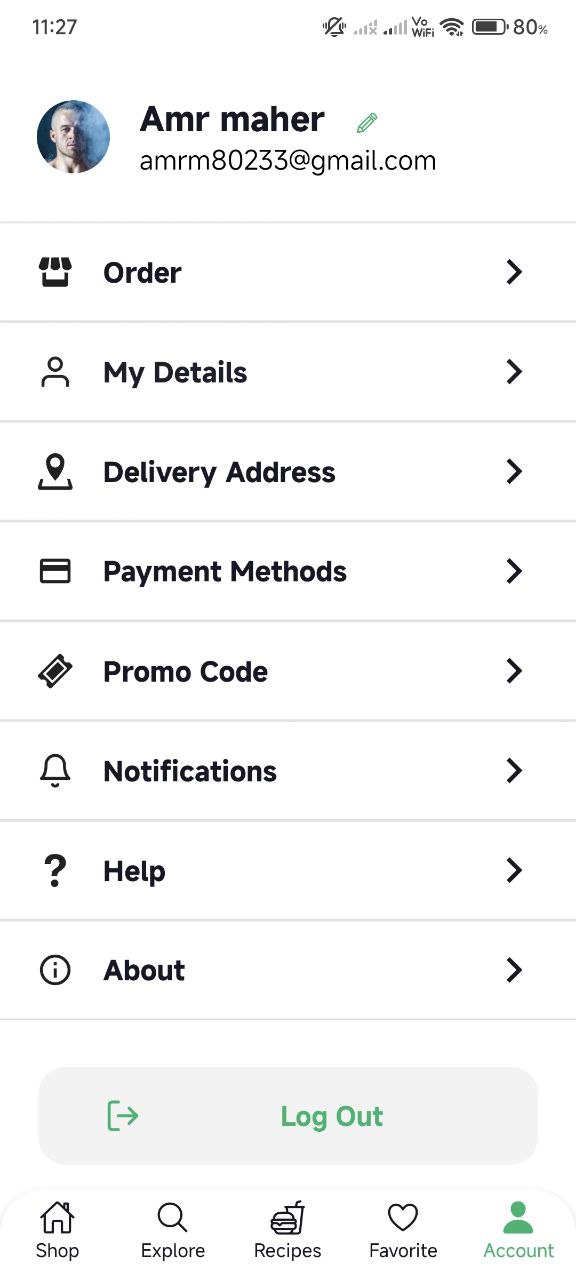 11:27 Vo WiFi 80%
Amr maher
amrm80233@gmail.com
Order
My Details
Delivery Address
Payment Methods
Promo Code
Notifications
Help
About
Log Out
Shop Explore Recipes Favorite Account